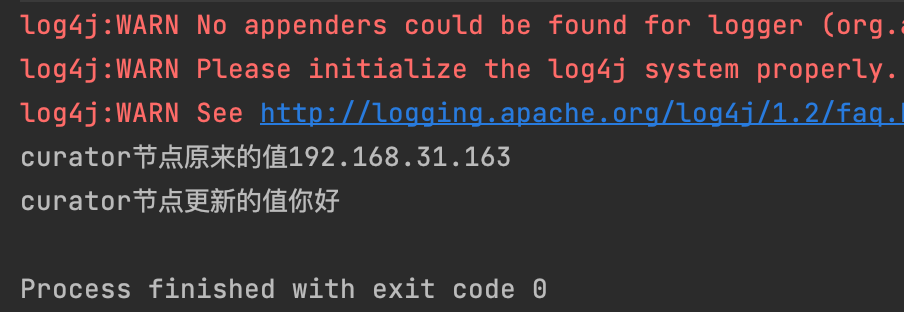 log4j:WARN No appenders could be found for logger (org.
log4j:WARN Please initialize the log4j system properly.
log4j:WARN See http://logging.apache.org/log4j/1.2/faq.
curator节点原来的值192.168.31.163
curator节点更新的值你好
Process finished with exit code 0